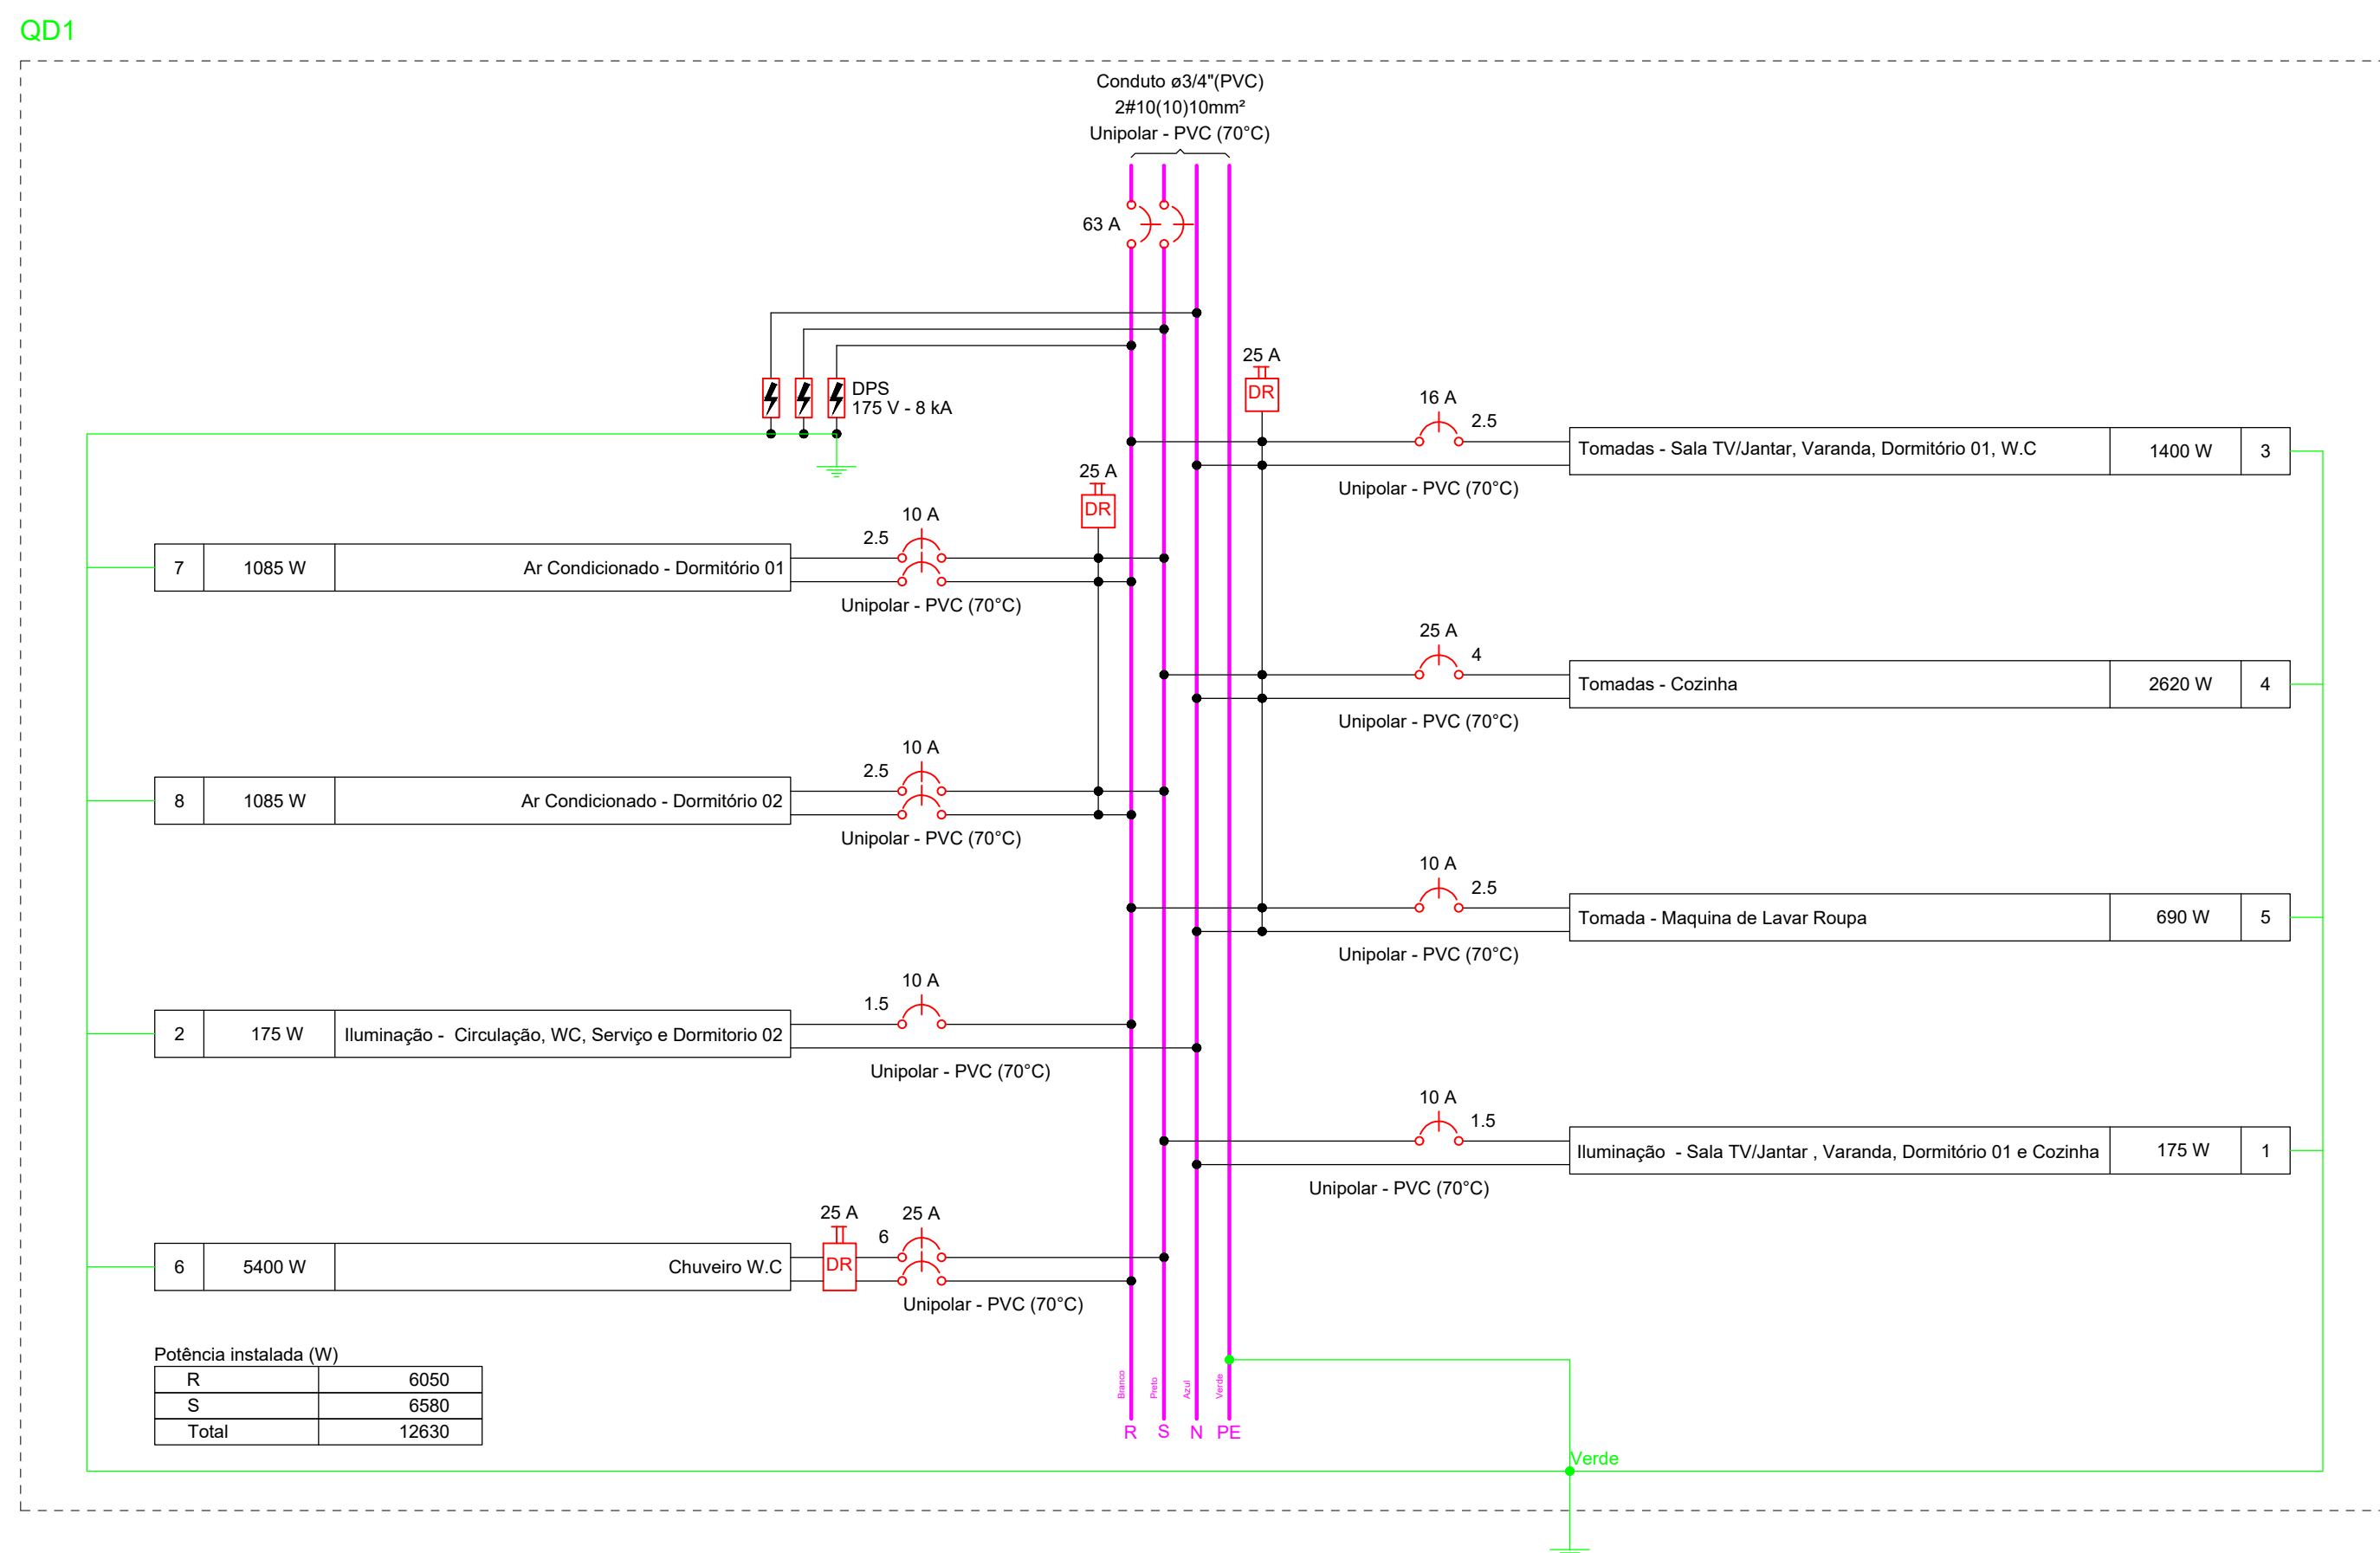 QD1
Conduto ø3/4"(PVC)
2#10(10)10mm²
Unipolar - PVC (70°C)
63 A
DPS
175 V - 8 kA
25 A
DR
16 A
2.5
Tomadas - Sala TV/Jantar, Varanda, Dormitório 01, W.C
1400 W
3
Unipolar - PVC (70°C)
25 A
DR
10 A
2.5
7
1085 W
Ar Condicionado - Dormitório 01
Unipolar - PVC (70°C)
25 A
4
Tomadas - Cozinha
2620 W
4
Unipolar - PVC (70°C)
10 A
2.5
8
1085 W
Ar Condicionado - Dormitório 02
Unipolar - PVC (70°C)
10 A
2.5
Tomada - Maquina de Lavar Roupa
690 W
5
Unipolar - PVC (70°C)
10 A
1.5
2
175 W
Iluminação -  Circulação, WC, Serviço e Dormitorio 02
Unipolar - PVC (70°C)
10 A
1.5
Iluminação  - Sala TV/Jantar , Varanda, Dormitório 01 e Cozinha
175 W
1
Unipolar - PVC (70°C)
25 A
DR
25 A
6
6
5400 W
Chuveiro W.C
Unipolar - PVC (70°C)
Potência instalada (W)
R 6050
S 6580
Total 12630
Branco
Preto
Azul
Verde
R
S
N
PE
Verde